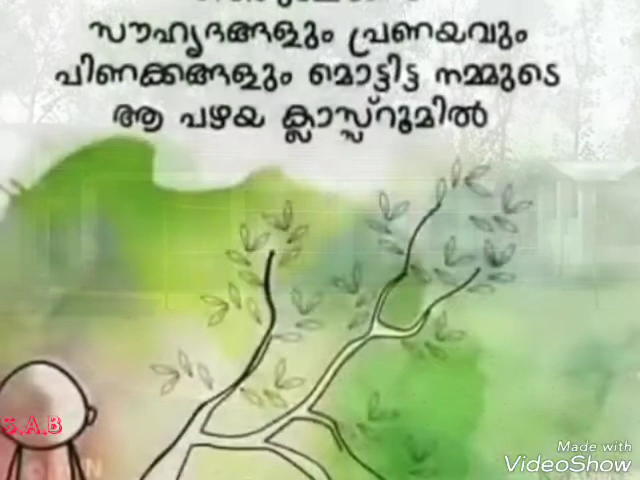 സൗഹൃദങ്ങളും പ്രണയവും
പിണക്കങ്ങളും മൊട്ടിട്ട നമ്മുടെ
ആ പഴയ ക്ലാസ്സ്റൂമിൽ
S.A.B
Made with
VideoShow